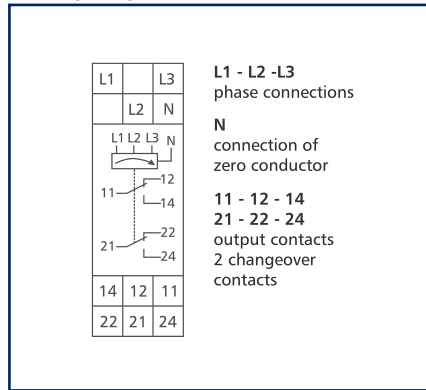 L1 L3
L2 N
L1 L2 L3 N
12
11
14
22
21
24
14 12 11
22 21 24
L1 - L2 -L3
phase connections
N
connection of
zero conductor
11 - 12 - 14
21 - 22 - 24
output contacts
2 changeover
contacts